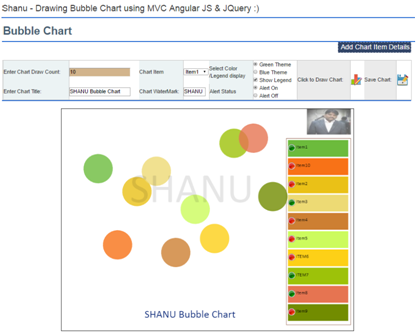 Shanu - Drawing Bubble Chart using MVC Angular JS & JQuery :)
Bubble Chart
Add Chart Item Details
Enter Chart Draw Count: 10 Chart Item Item1 Select Color /Legend display Green Theme Blue Theme Show Legend Click to Draw Chart: Save Chart:
Enter Chart Title: SHANU Bubble Chart Chart WaterMark: SHANU Alert Status Alert On Alert Off
SHANU
Item1
Item10
Item2
Item3
Item4
Item5
ITEM6
ITEM7
Item8
Item9
SHANU Bubble Chart